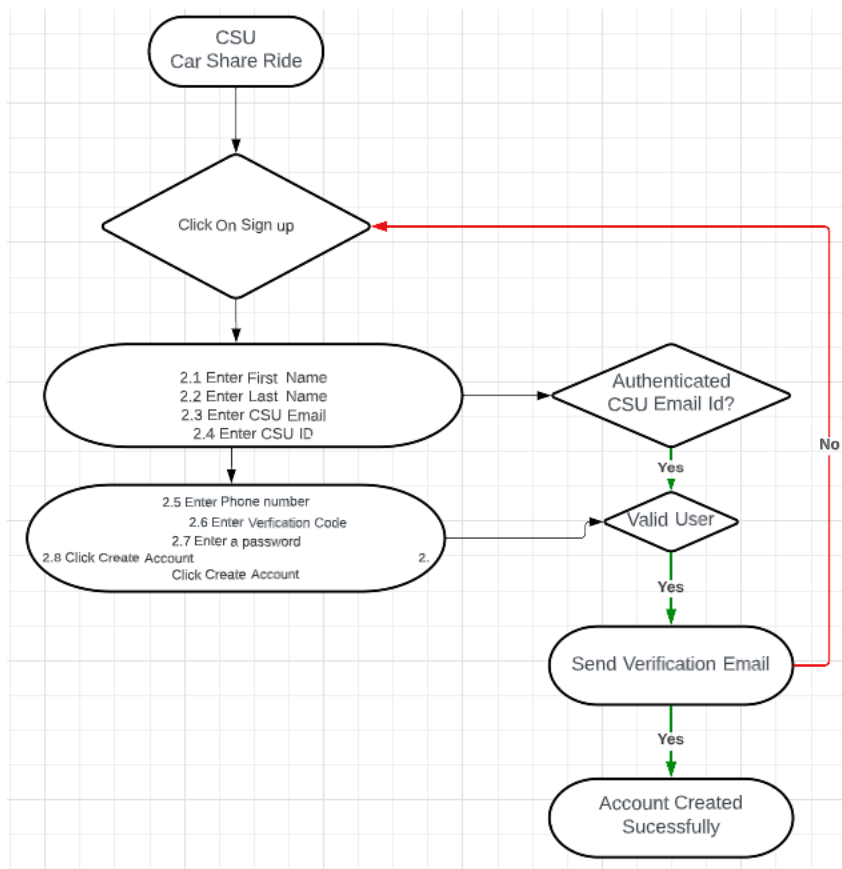 CSU
Car Share Ride
Click On Sign up
2.1 Enter First Name
2.2 Enter Last Name
2.3 Enter CSU Email
2.4 Enter CSU ID
Authenticated
CSU Email Id?
No
Yes
2.5 Enter Phone number
2.6 Enter Verfication Code
2.7 Enter a password
2.8 Click Create Account 2.
Click Create Account
Valid User
Yes
Send Verification Email
Yes
Account Created
Sucessfully